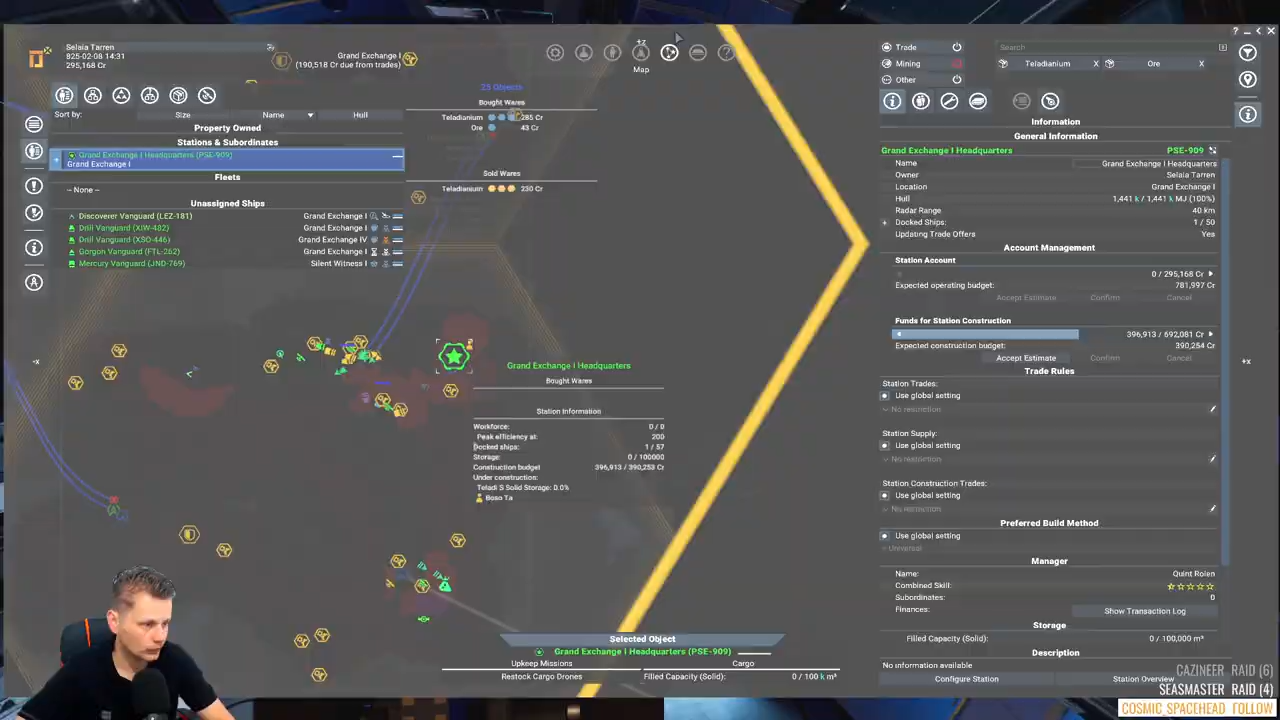 Selaia Tarren
825-02-08 14:31
295,168 Cr
Grand Exchange I
(190,518 Cr due from trades)
+Z
Map
Sort by:
Size
Name
Hull
Property Owned
Stations & Subordinates
Grand Exchange I Headquarters (PSE-909)
Grand Exchange I
Fleets
-- None --
Unassigned Ships
Discoverer Vanguard (LEZ-181)
Grand Exchange I
Drill Vanguard (XIW-482)
Grand Exchange I
Drill Vanguard (XSO-446)
Grand Exchange IV
Gorgon Vanguard (FTL-262)
Grand Exchange I
Mercury Vanguard (JND-769)
Silent Witness I
23 Objects
Bought Wares
Teladianium
285 Cr
Ore
43 Cr
Sold Wares
Teladianium
230 Cr
-X
+X
Grand Exchange I Headquarters
Bought Wares
Station Information
Workforce:
0 / 0
Peak efficiency at:
200
Docked ships:
1 / 57
Storage:
0 / 100000
Construction budget
396,913 / 390,253 Cr
Under construction:
Teladi S Solid Storage: 0.0%
Boso Ta
Selected Object
Grand Exchange I Headquarters (PSE-909)
Upkeep Missions
Cargo
Restock Cargo Drones
Filled Capacity (Solid):
0 / 100 k m³
Trade
Mining
Other
Search
Teladianium
X
Ore
X
Information
General Information
Grand Exchange I Headquarters
PSE-909
Name
Grand Exchange I Headquarters
Owner
Selaia Tarren
Location
Grand Exchange I
Hull
1,441 k / 1,441 k MJ (100%)
Radar Range
40 km
Docked Ships:
1 / 50
Updating Trade Offers
Yes
Account Management
Station Account
0 / 295,168 Cr
Expected operating budget:
781,997 Cr
Accept Estimate
Confirm
Cancel
Funds for Station Construction
396,913 / 692,081 Cr
Expected construction budget:
390,254 Cr
Accept Estimate
Confirm
Cancel
Trade Rules
Station Trades:
Use global setting
No restriction
Station Supply:
Use global setting
No restriction
Station Construction Trades:
Use global setting
No restriction
Preferred Build Method
Use global setting
Universal
Manager
Name:
Quint Rolen
Combined Skill:
Subordinates:
0
Finances:
Show Transaction Log
Storage
Filled Capacity (Solid):
0 / 100,000 m³
Description
No information available
Configure Station
Station Overview
CAZINEER RAID (6)
SEASMASTER RAID (4)
COSMIC_SPACEHEAD FOLLOW